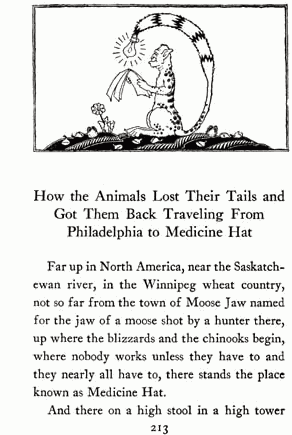 How the Animals Lost Their Tails and
Got Them Back Traveling From
Philadelphia to Medicine Hat
Far up in North America, near the Saskatch-
ewan river, in the Winnipeg wheat country,
not so far from the town of Moose Jaw named
for the jaw of a moose shot by a hunter there,
up where the blizzards and the chinooks begin,
where nobody works unless they have to and
they nearly all have to, there stands the place
known as Medicine Hat.
And there on a high stool in a high tower
213